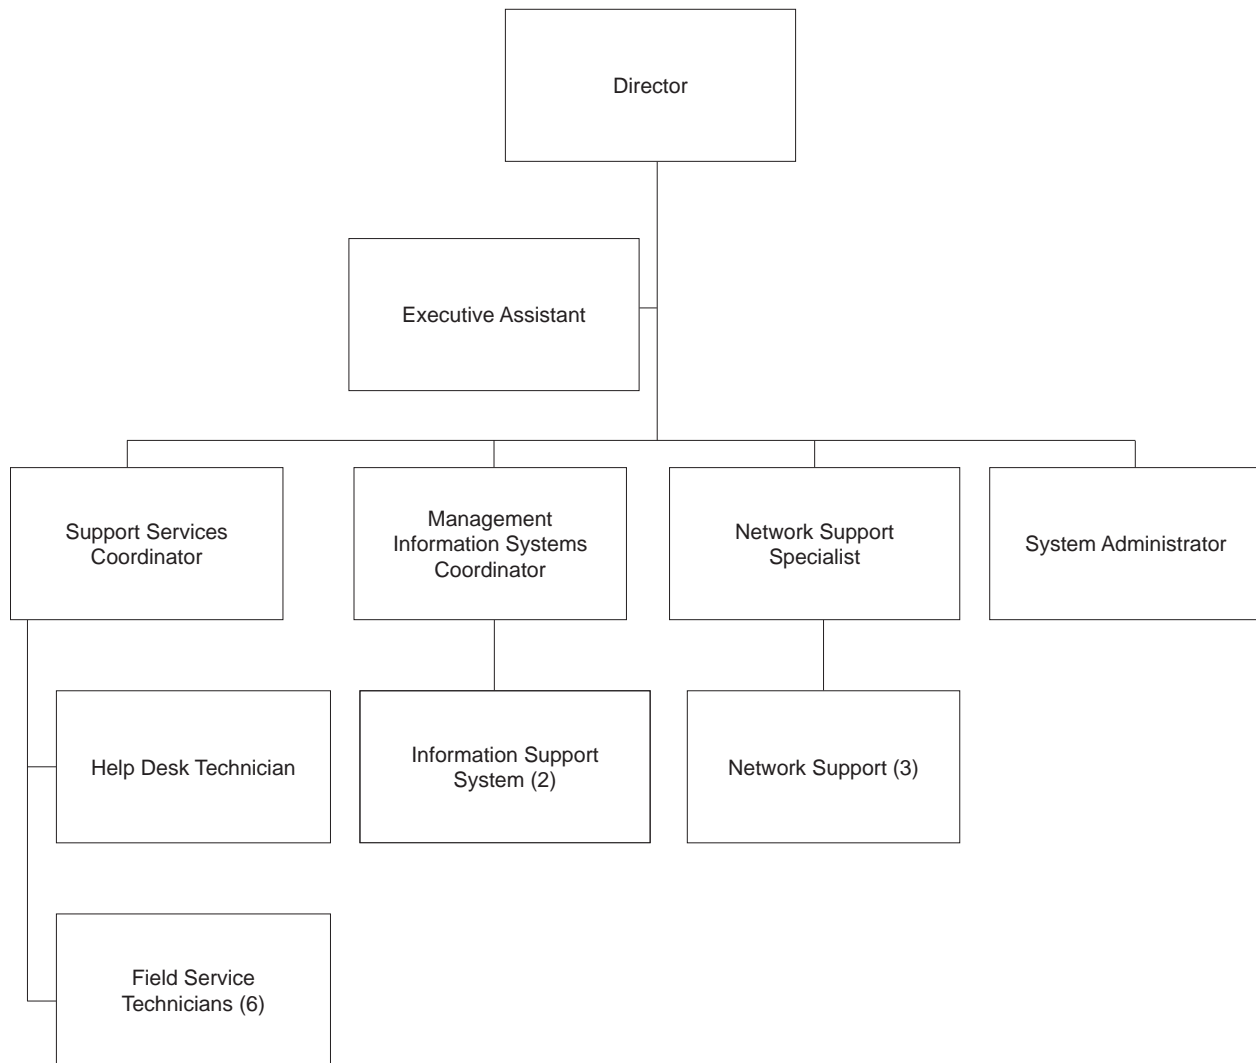 Director
Executive Assistant
Support Services
Coordinator
Management
Information Systems
Coordinator
Network Support
Specialist
System Administrator
Help Desk Technician
Information Support
System (2)
Network Support (3)
Field Service
Technicians (6)